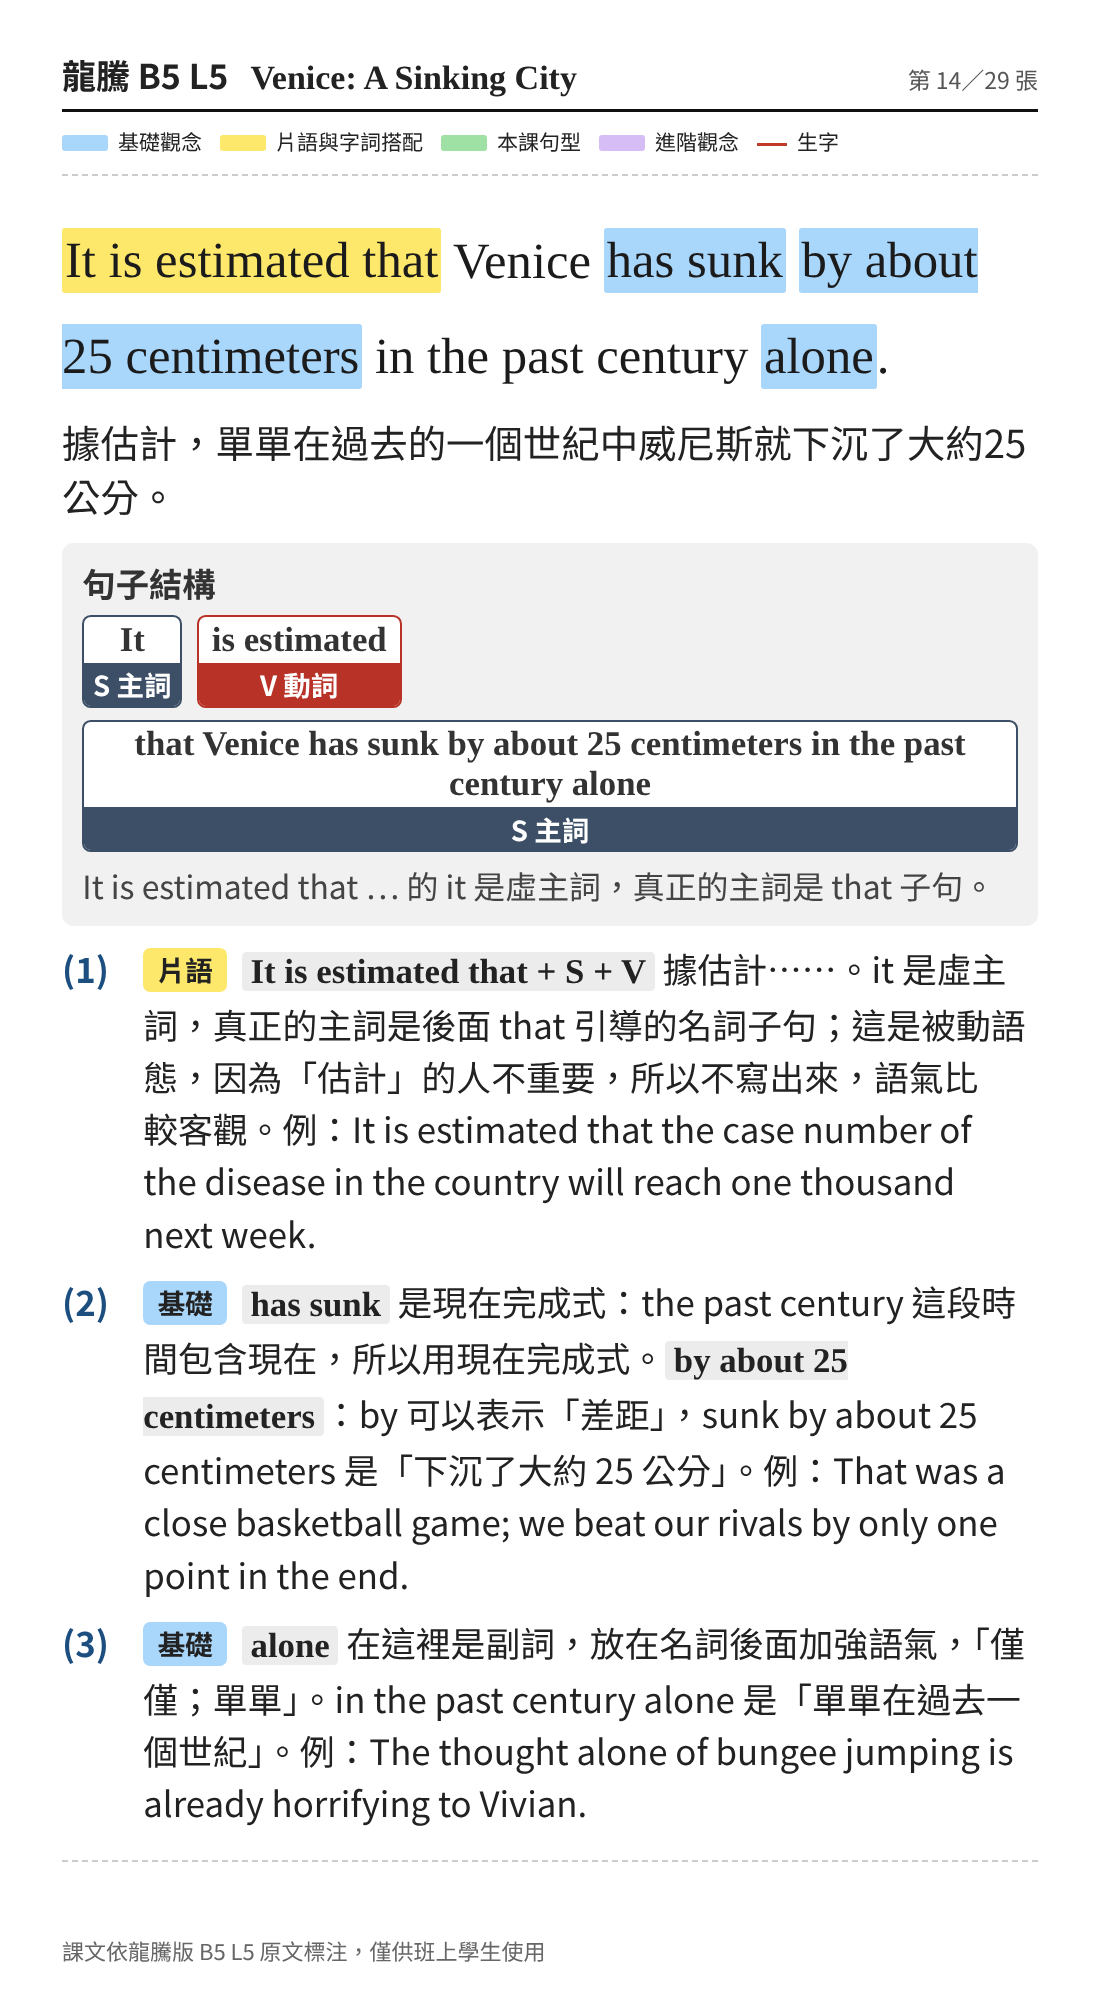 龍騰 B5 L5 Venice: A Sinking City
第 14／29 張
基礎觀念 片語與字詞搭配 本課句型 進階觀念 生字
It is estimated that Venice has sunk by about
25 centimeters in the past century alone.
據估計，單單在過去的一個世紀中威尼斯就下沉了大約25
公分。
句子結構
It is estimated
S 主詞 V 動詞
that Venice has sunk by about 25 centimeters in the past
century alone
S 主詞
It is estimated that … 的 it 是虛主詞，真正的主詞是 that 子句。
(1) 片語 It is estimated that + S + V 據估計……。it 是虛主
詞，真正的主詞是後面 that 引導的名詞子句；這是被動語
態，因為「估計」的人不重要，所以不寫出來，語氣比
較客觀。例：It is estimated that the case number of
the disease in the country will reach one thousand
next week.
(2) 基礎 has sunk 是現在完成式：the past century 這段時
間包含現在，所以用現在完成式。by about 25
centimeters：by 可以表示「差距」，sunk by about 25
centimeters 是「下沉了大約 25 公分」。例：That was a
close basketball game; we beat our rivals by only one
point in the end.
(3) 基礎 alone 在這裡是副詞，放在名詞後面加強語氣，「僅
僅；單單」。in the past century alone 是「單單在過去一
個世紀」。例：The thought alone of bungee jumping is
already horrifying to Vivian.
課文依龍騰版 B5 L5 原文標注，僅供班上學生使用